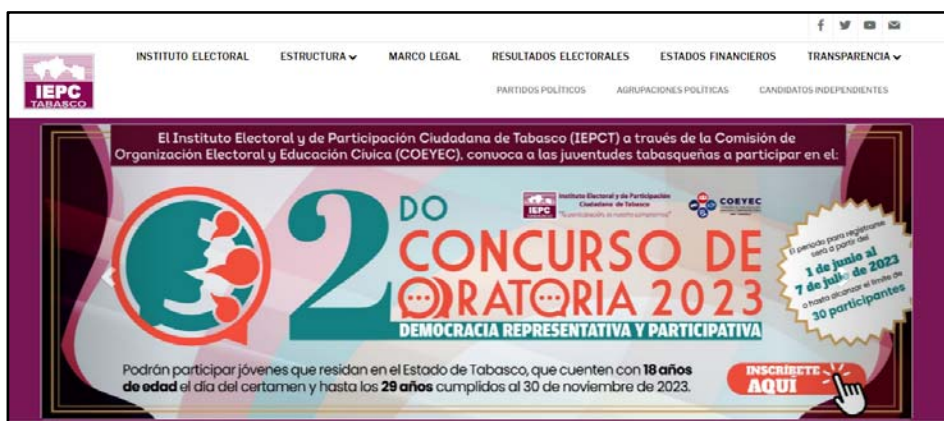 INSTITUTO ELECTORAL ESTRUCTURA MARCO LEGAL RESULTADOS ELECTORALES ESTADOS FINANCIEROS TRANSPARENCIA
PARTIDOS POLÍTICOS AGRUPACIONES POLÍTICAS CANDIDATOS INDEPENDIENTES
IEPC
TABASCO
El Instituto Electoral y de Participación Ciudadana de Tabasco (IEPCT) a través de la Comisión de
Organización Electoral y Educación Cívica (COEYEC), convoca a las juventudes tabasqueñas a participar en el:
2DO
CONCURSO DE
ORATORIA 2023
DEMOCRACIA REPRESENTATIVA Y PARTICIPATIVA
IEPC
Instituto Electoral y de Participación
Ciudadana de Tabasco
COEYEC
El periodo para registrarse
será a partir del
1 de junio al
7 de julio de 2023
o hasta alcanzar el límite de
30 participantes
Podrán participar jóvenes que residan en el Estado de Tabasco, que cuenten con 18 años
de edad el día del certamen y hasta los 29 años cumplidos al 30 de noviembre de 2023.
INSCRÍBETE
AQUÍ